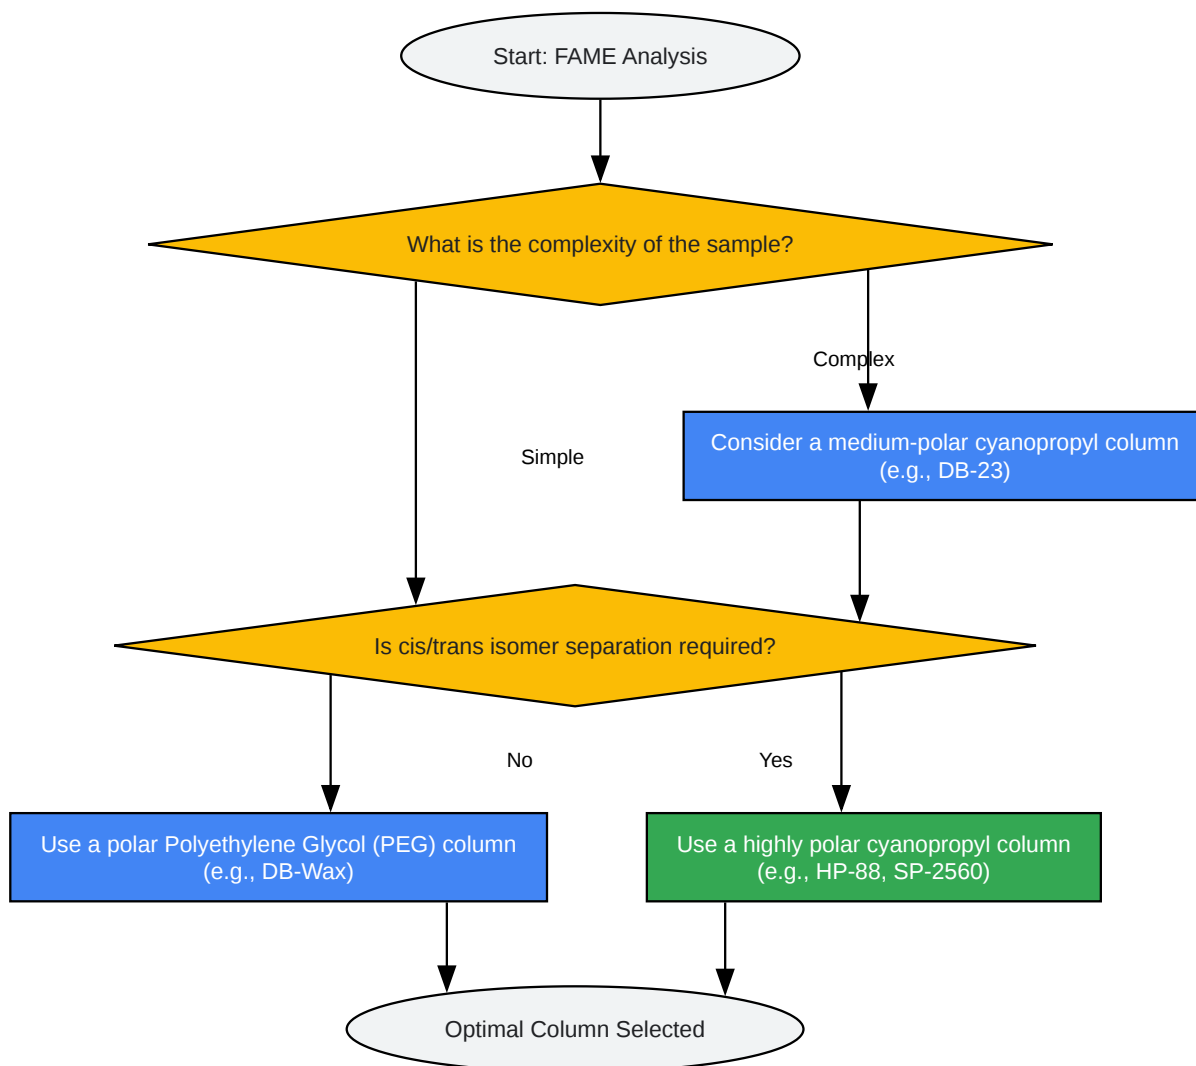 Start: FAME Analysis
What is the complexity of the sample?
Complex
Consider a medium-polar cyanopropyl column
(e.g., DB-23)
Simple
Is cis/trans isomer separation required?
No
Yes
Use a polar Polyethylene Glycol (PEG) column
(e.g., DB-Wax)
Use a highly polar cyanopropyl column
(e.g., HP-88, SP-2560)
Optimal Column Selected